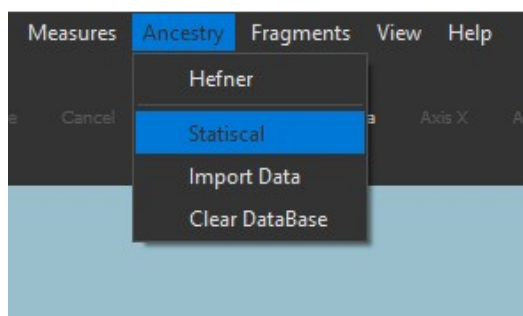 Measures Ancestry Fragments View Help
Hefner
Cancel Statiscal a Axis X A
Import Data
Clear DataBase